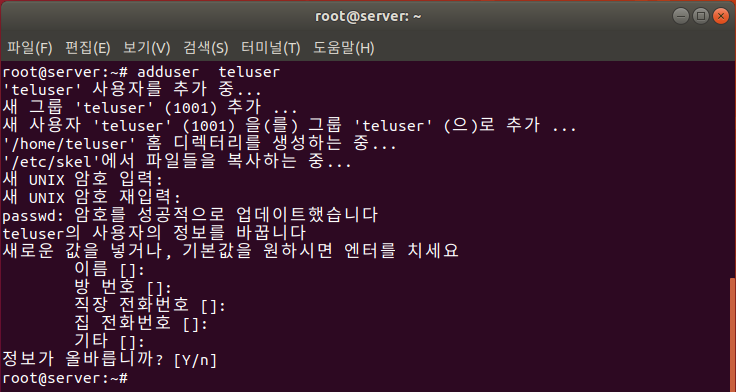 root@server: ~
파일(F) 편집(E) 보기(V) 검색(S) 터미널(T) 도움말(H)
root@server:~# adduser  teluser
'teluser' 사용자를 추가 중...
새 그룹 'teluser' (1001) 추가 ...
새 사용자 'teluser' (1001) 을(를) 그룹 'teluser' (으)로 추가 ...
'/home/teluser' 홈 디렉터리를 생성하는 중...
'/etc/skel'에서 파일들을 복사하는 중...
새 UNIX 암호 입력:
새 UNIX 암호 재입력:
passwd: 암호를 성공적으로 업데이트했습니다
teluser의 사용자의 정보를 바꿉니다
새로운 값을 넣거나, 기본값을 원하시면 엔터를 치세요
이름 []:
방 번호 []:
직장 전화번호 []:
집 전화번호 []:
기타 []:
정보가 올바릅니까? [Y/n]
root@server:~#